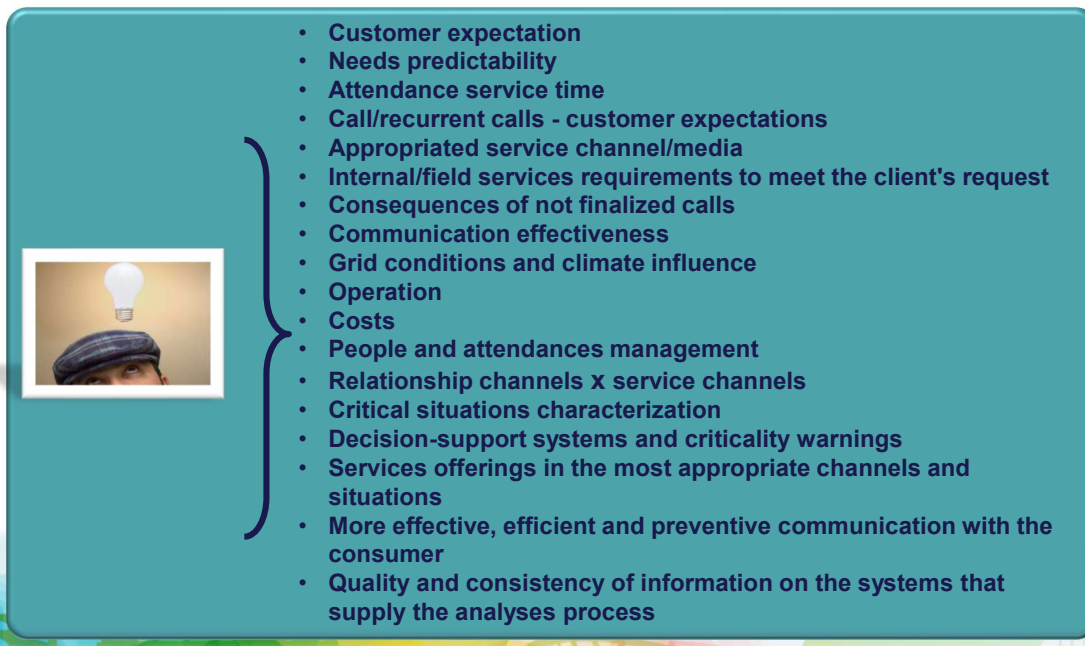 • Customer expectation
• Needs predictability
• Attendance service time
• Call/recurrent calls - customer expectations
• Appropriated service channel/media
• Internal/field services requirements to meet the client's request
• Consequences of not finalized calls
• Communication effectiveness
• Grid conditions and climate influence
• Operation
• Costs
• People and attendances management
• Relationship channels x service channels
• Critical situations characterization
• Decision-support systems and criticality warnings
• Services offerings in the most appropriate channels and
situations
• More effective, efficient and preventive communication with the
consumer
• Quality and consistency of information on the systems that
supply the analyses process